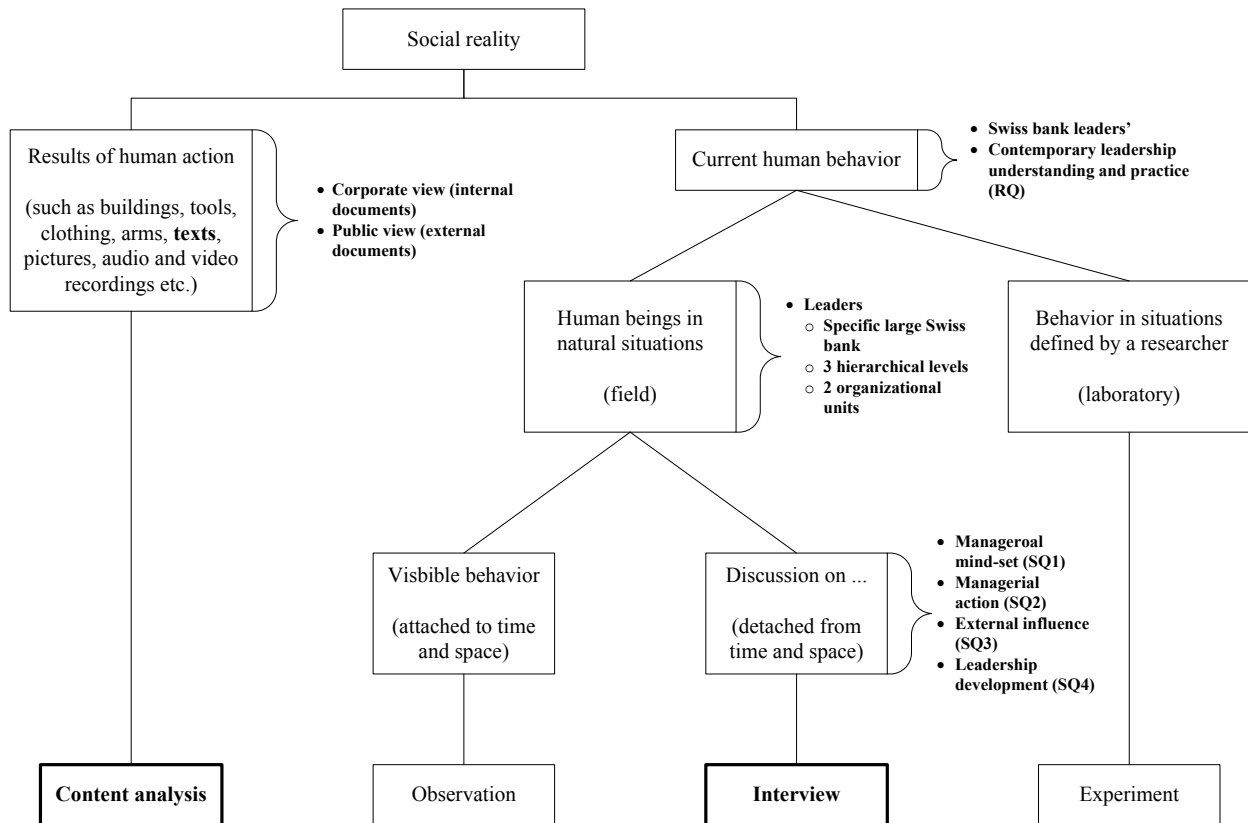 Social reality
Results of human action
(such as buildings, tools,
clothing, arms, texts,
pictures, audio and video
recordings etc.)
• Corporate view (internal
documents)
• Public view (external
documents)
Current human behavior
• Swiss bank leaders’
• Contemporary leadership
understanding and practice
(RQ)
Human beings in
natural situations
(field)
• Leaders
o Specific large Swiss
bank
o 3 hierarchical levels
o 2 organizational
units
Behavior in situations
defined by a researcher
(laboratory)
Visbible behavior
(attached to time
and space)
Discussion on ...
(detached from
time and space)
• Manageroal
mind-set (SQ1)
• Managerial
action (SQ2)
• External influence
(SQ3)
• Leadership
development (SQ4)
Content analysis
Observation
Interview
Experiment